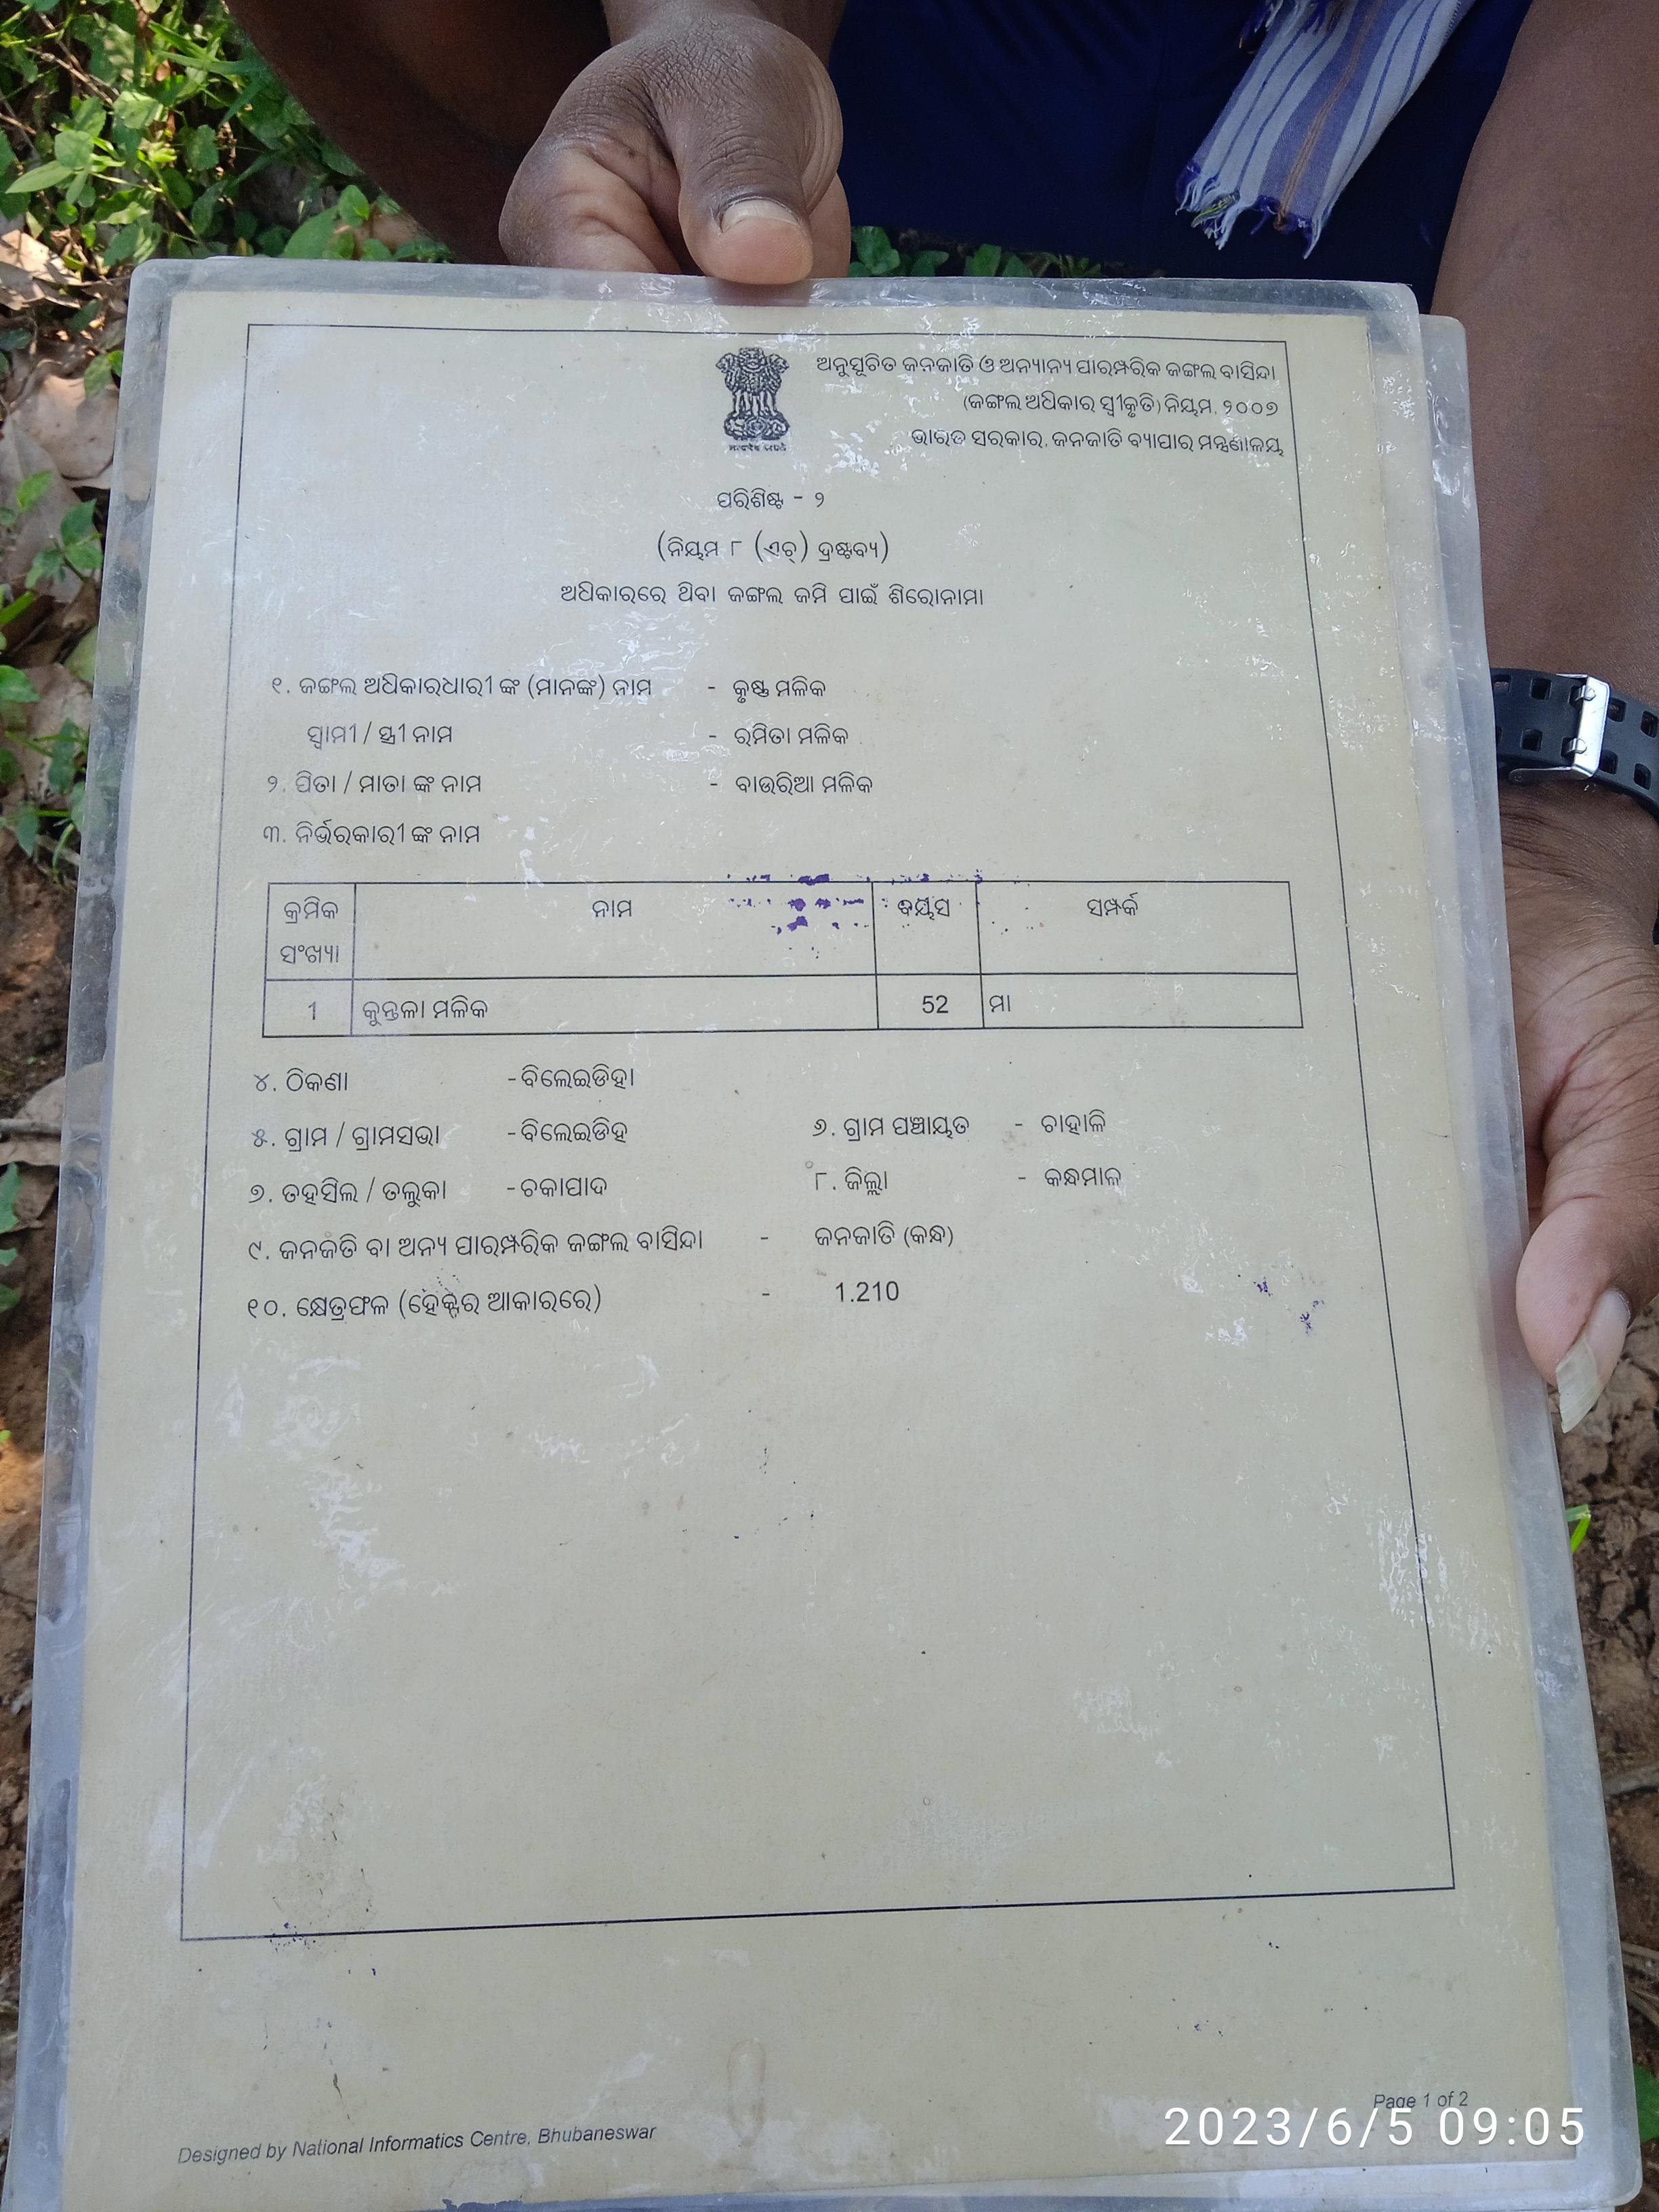 ଅନୁସୂଚିତ ଜନଜାତି ଓ ଅନ୍ୟାନ୍ୟ ପାରମ୍ପରିକ ଜଙ୍ଗଲ ବାସିନ୍ଦା
(ଜଙ୍ଗଲ ଅଧିକାର ସ୍ୱୀକୃତି) ନିୟମ, ୨୦୦୭
ଭାରତ ସରକାର, ଜନଜାତି ବ୍ୟାପାର ମନ୍ତ୍ରଣାଳୟ
ପରିଶିଷ୍ଟ - ୨
(ନିୟମ ୮ (ଏଚ୍) ଦ୍ରଷ୍ଟବ୍ୟ)
ଅଧିକାରରେ ଥିବା ଜଙ୍ଗଲ ଜମି ପାଇଁ ଶିରୋନାମା
୧. ଜଙ୍ଗଲ ଅଧିକାରଧାରୀ ଙ୍କ (ମାନଙ୍କ) ନାମ - କୃଷ୍ଣ ମଳିକ
ସ୍ୱାମୀ / ସ୍ତ୍ରୀ ନାମ - ରମିତା ମଳିକ
୨. ପିତା / ମାତା ଙ୍କ ନାମ - ବାଉରିଆ ମଳିକ
୩. ନିର୍ଭରକାରୀ ଙ୍କ ନାମ
କ୍ରମିକ ସଂଖ୍ୟା ନାମ ବୟସ ସମ୍ପର୍କ
1 କୁନ୍ତଳା ମଳିକ 52 ମା
୪. ଠିକଣା - ବିଲେଇଡିହା
୫. ଗ୍ରାମ / ଗ୍ରାମସଭା - ବିଲେଇଡିହ ୬. ଗ୍ରାମ ପଞ୍ଚାୟତ - ଚାହାଳି
୭. ତହସିଲ / ତଲୁକା - ଚକାପାଦ ୮. ଜିଲ୍ଲା - କନ୍ଧମାଳ
୯. ଜନଜତି ବା ଅନ୍ୟ ପାରମ୍ପରିକ ଜଙ୍ଗଲ ବାସିନ୍ଦା - ଜନଜାତି (କନ୍ଧ)
୧୦. କ୍ଷେତ୍ରଫଳ (ହେକ୍ଟର ଆକାରରେ) - 1.210
Page 1 of 2
Designed by National Informatics Centre, Bhubaneswar
2023/6/5 09:05